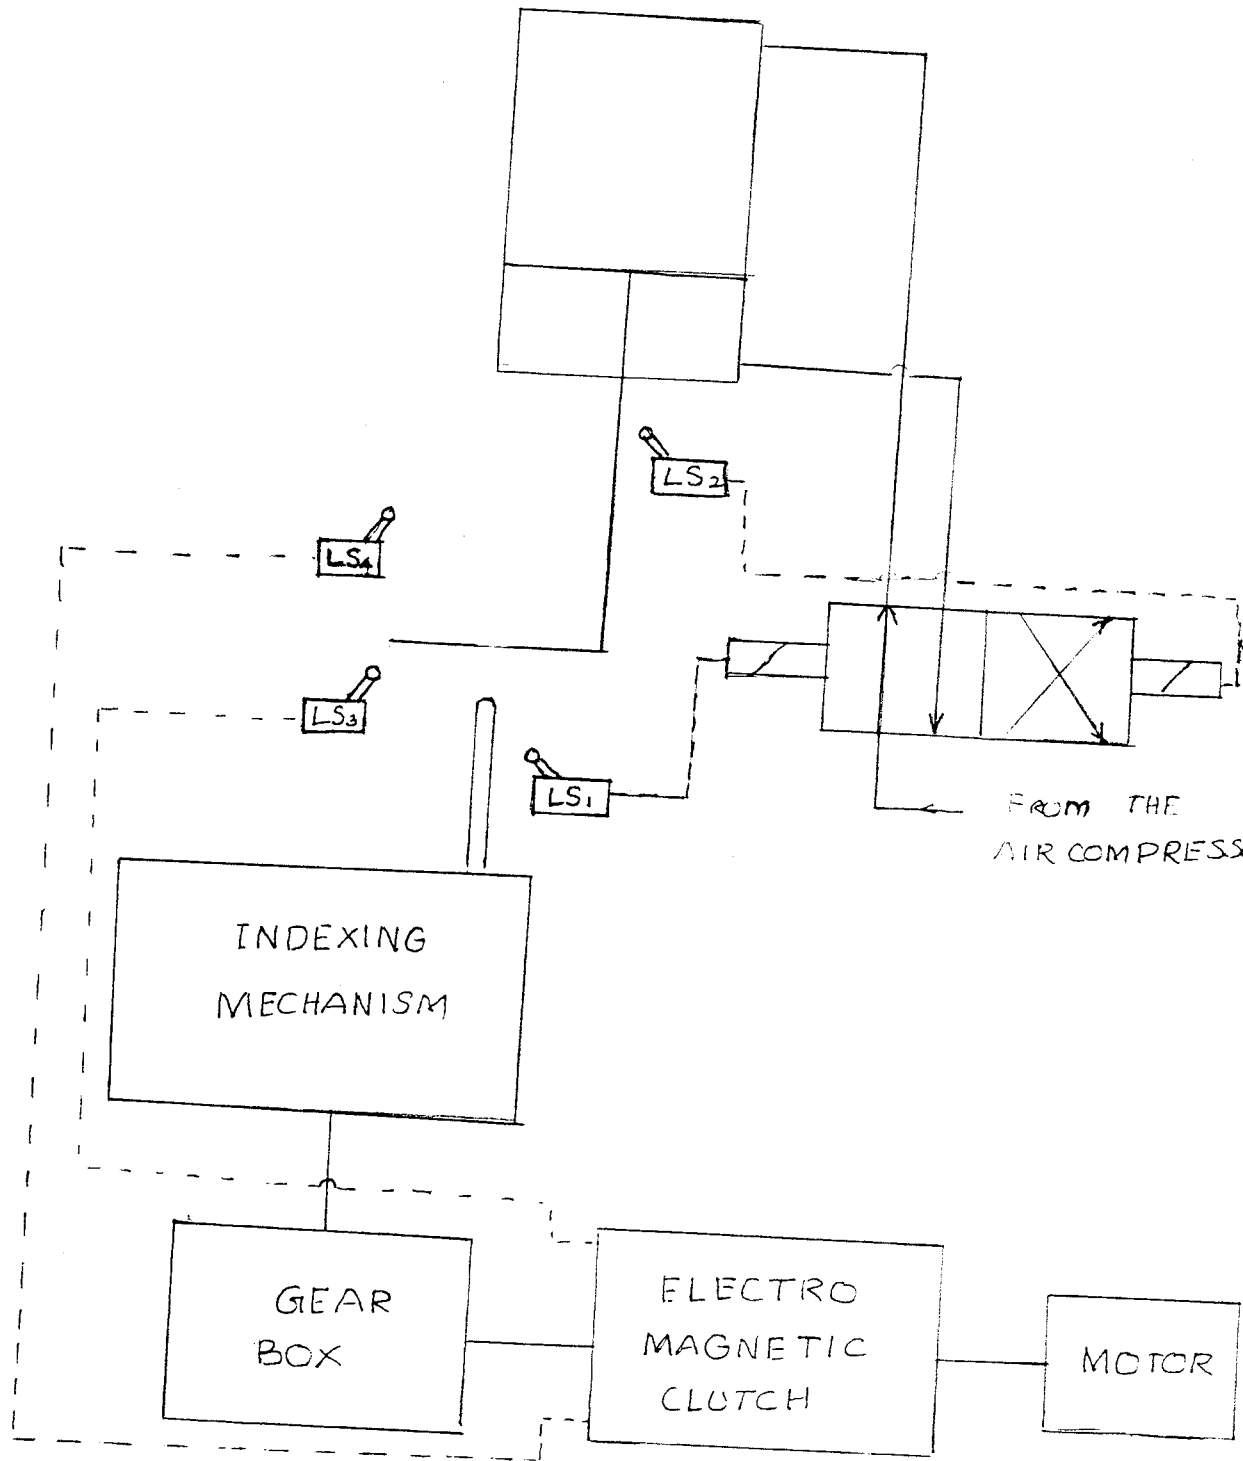 LS2
LS4
LS3
LS1
FROM THE
AIR COMPRESS
INDEXING
MECHANISM
GEAR
BOX
ELECTRO
MAGNETIC
CLUTCH
MOTOR